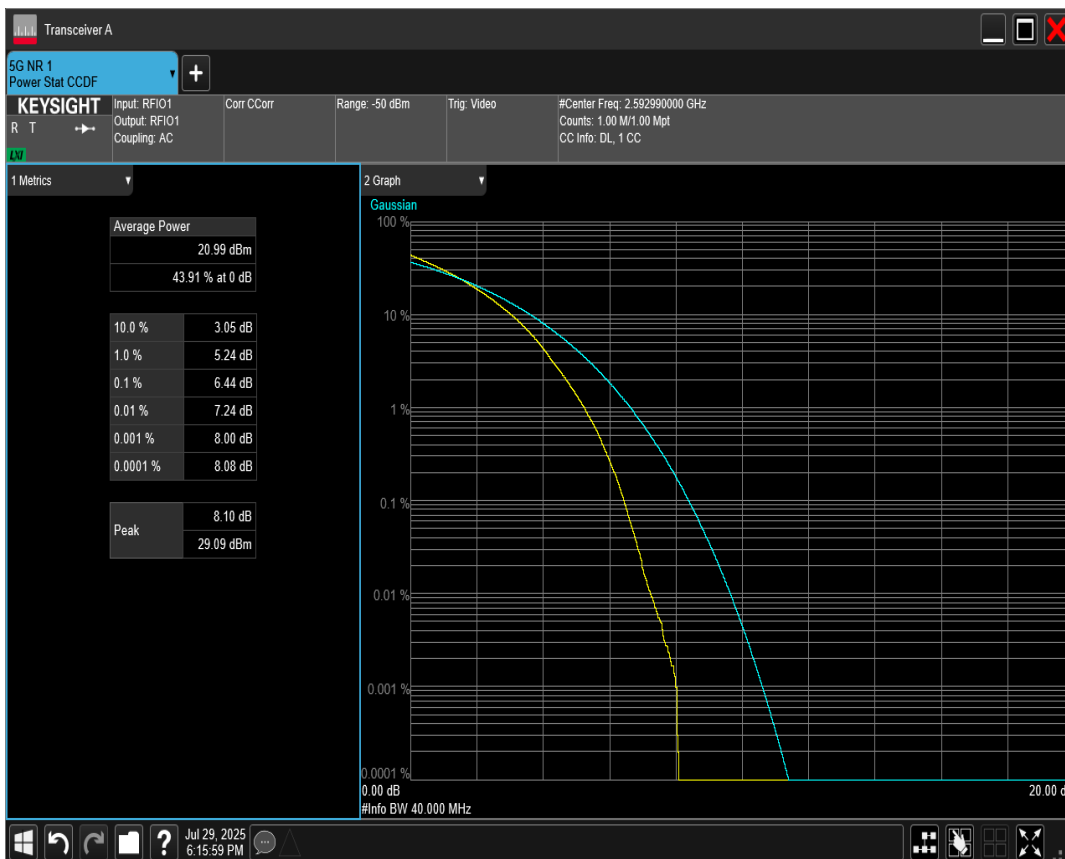 Transceiver A
5G NR 1
Power Stat CCDF
KEYSIGHT
R T
LXI
Input: RFIO1
Output: RFIO1
Coupling: AC
Corr CCorr
Range: -50 dBm
Trig: Video
#Center Freq: 2.592990000 GHz
Counts: 1.00 M/1.00 Mpt
CC Info: DL, 1 CC
1 Metrics
Average Power
20.99 dBm
43.91 % at 0 dB
10.0 % 3.05 dB
1.0 % 5.24 dB
0.1 % 6.44 dB
0.01 % 7.24 dB
0.001 % 8.00 dB
0.0001 % 8.08 dB
Peak
8.10 dB
29.09 dBm
2 Graph
Gaussian
100 %
10 %
1 %
0.1 %
0.01 %
0.001 %
0.0001 %
0.00 dB
20.00 d
#Info BW 40.000 MHz
Jul 29, 2025
6:15:59 PM